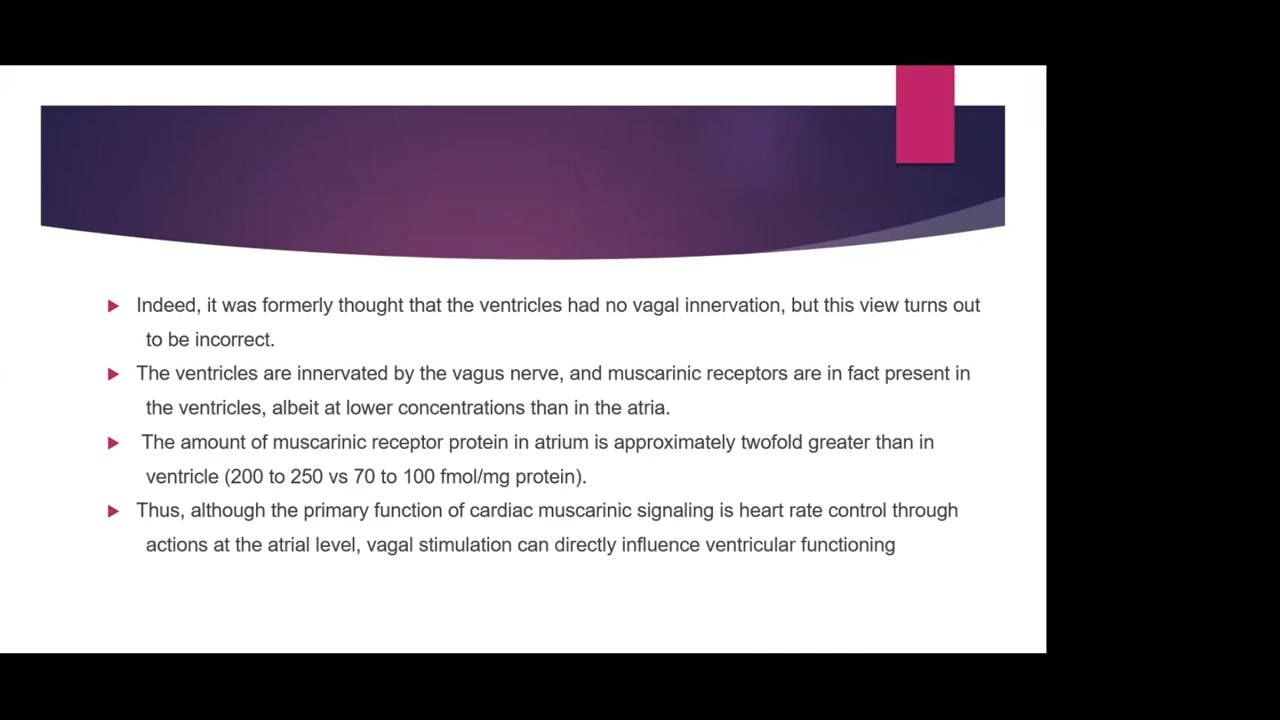 Indeed, it was formerly thought that the ventricles had no vagal innervation, but this view turns out
to be incorrect.
The ventricles are innervated by the vagus nerve, and muscarinic receptors are in fact present in
the ventricles, albeit at lower concentrations than in the atria.
The amount of muscarinic receptor protein in atrium is approximately twofold greater than in
ventricle (200 to 250 vs 70 to 100 fmol/mg protein).
Thus, although the primary function of cardiac muscarinic signaling is heart rate control through
actions at the atrial level, vagal stimulation can directly influence ventricular functioning